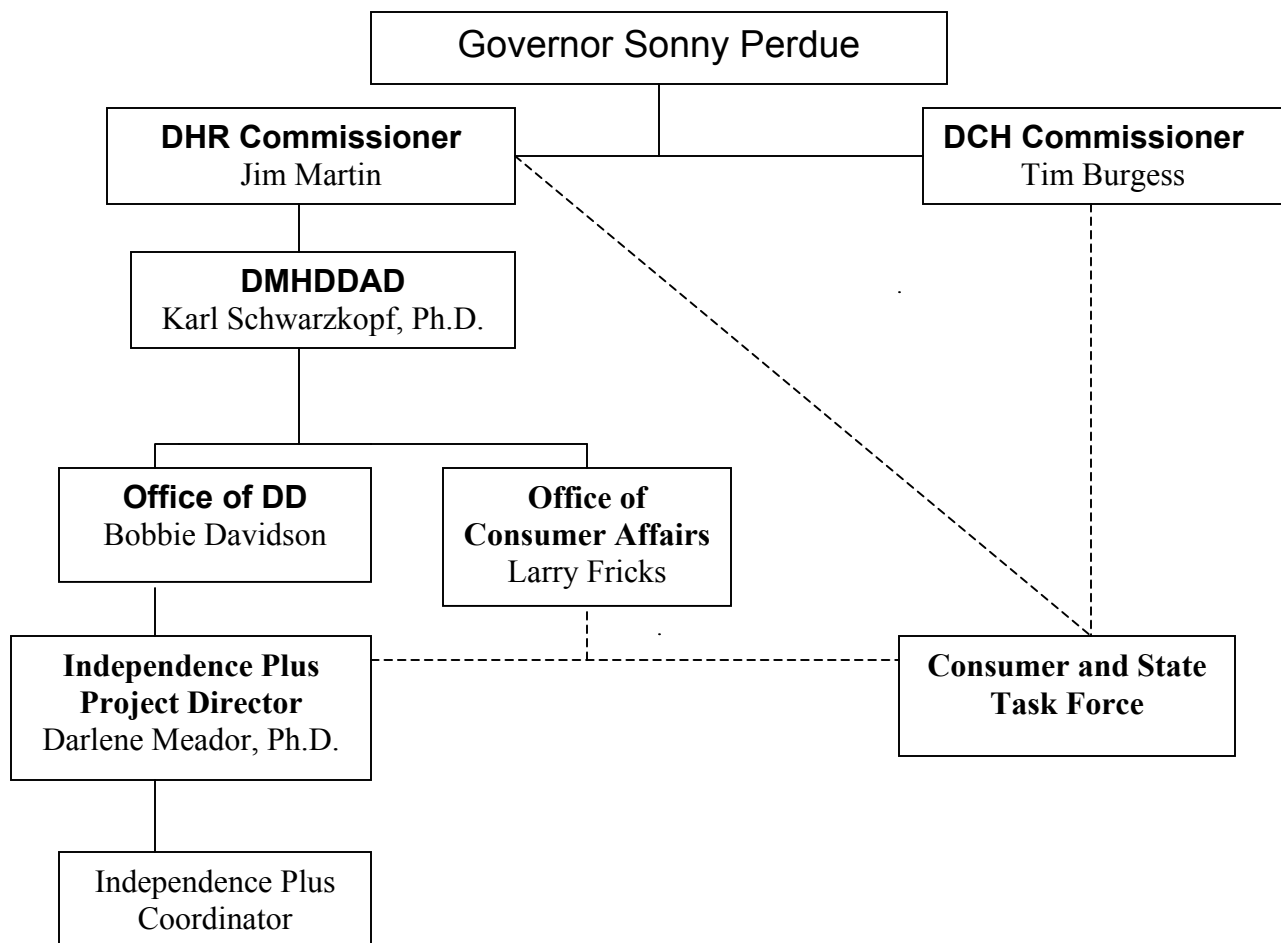 Governor Sonny Perdue
DHR Commissioner
Jim Martin
DCH Commissioner
Tim Burgess
DMHDDAD
Karl Schwarzkopf, Ph.D.
Office of DD
Bobbie Davidson
Office of
Consumer Affairs
Larry Fricks
Independence Plus
Project Director
Darlene Meador, Ph.D.
Consumer and State
Task Force
Independence Plus
Coordinator